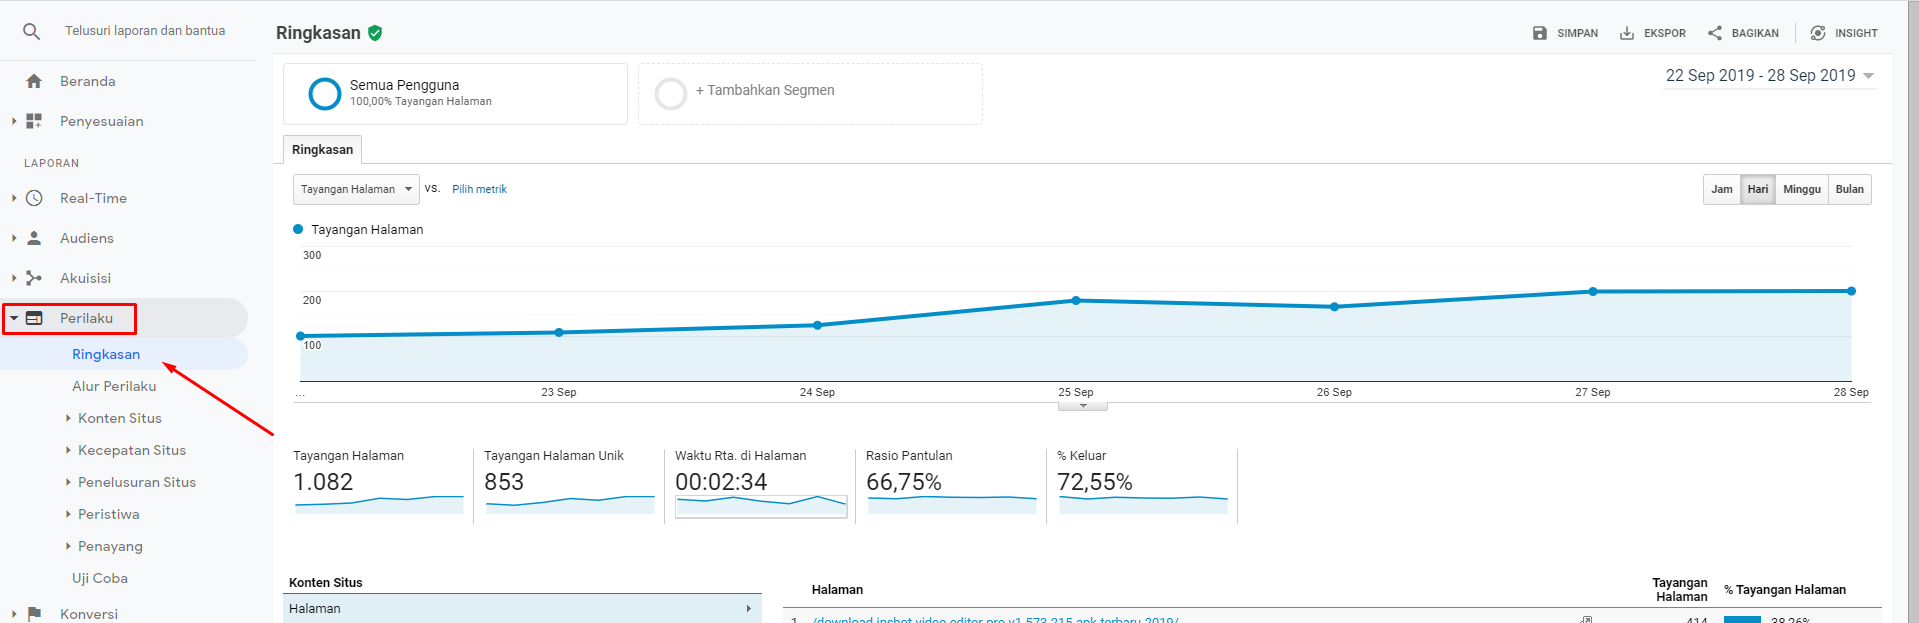 Telusuri laporan dan bantua
Beranda
Penyesuaian
LAPORAN
Real-Time
Audiens
Akuisisi
Perilaku
Ringkasan
Alur Perilaku
Konten Situs
Kecepatan Situs
Penelusuran Situs
Peristiwa
Penayang
Uji Coba
Konversi
Ringkasan
SIMPAN
EKSPOR
BAGIKAN
INSIGHT
Semua Pengguna
100,00% Tayangan Halaman
+ Tambahkan Segmen
22 Sep 2019 - 28 Sep 2019
Ringkasan
Tayangan Halaman
vs.
Pilih metrik
Jam
Hari
Minggu
Bulan
Tayangan Halaman
300
200
100
...
23 Sep
24 Sep
25 Sep
26 Sep
27 Sep
28 Sep
Tayangan Halaman
1.082
Tayangan Halaman Unik
853
Waktu Rta. di Halaman
00:02:34
Rasio Pantulan
66,75%
% Keluar
72,55%
Konten Situs
Halaman
Halaman
Tayangan
Halaman
% Tayangan Halaman
1. /download-inshot-video-editor-pro-v1-573-215-apk-terbaru-2019/
414
38,26%